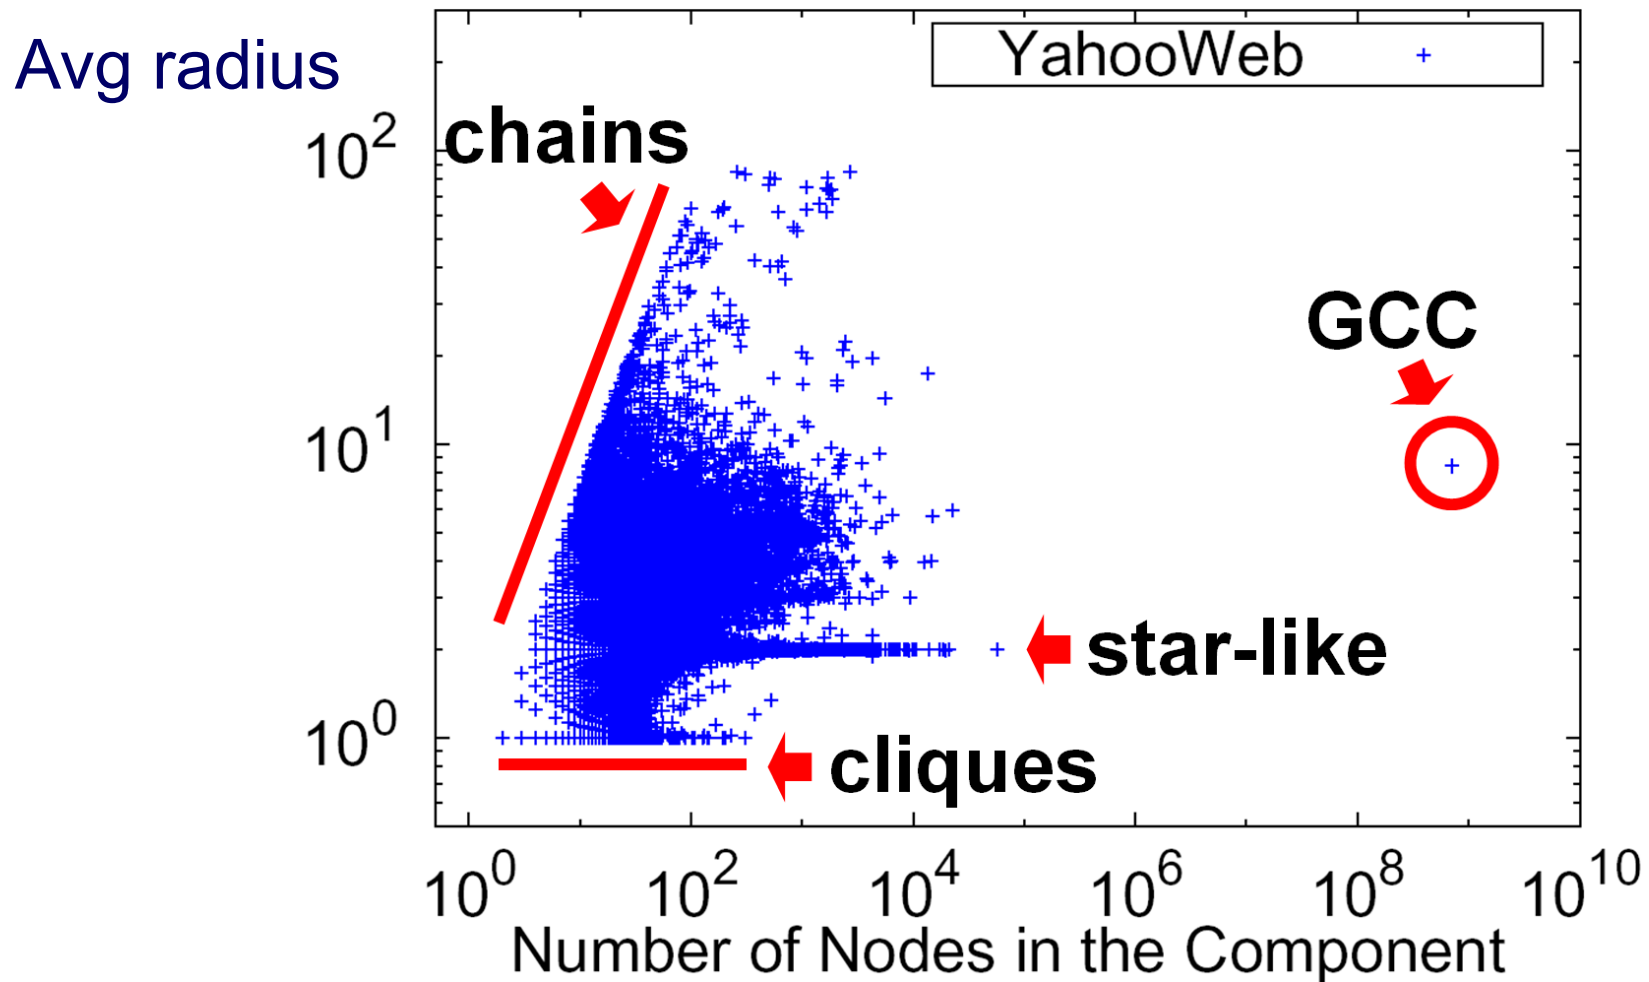 Avg radius
YahooWeb
chains
10^2
GCC
10^1
star-like
10^0
cliques
10^0 10^2 10^4 10^6 10^8 10^10
Number of Nodes in the Component